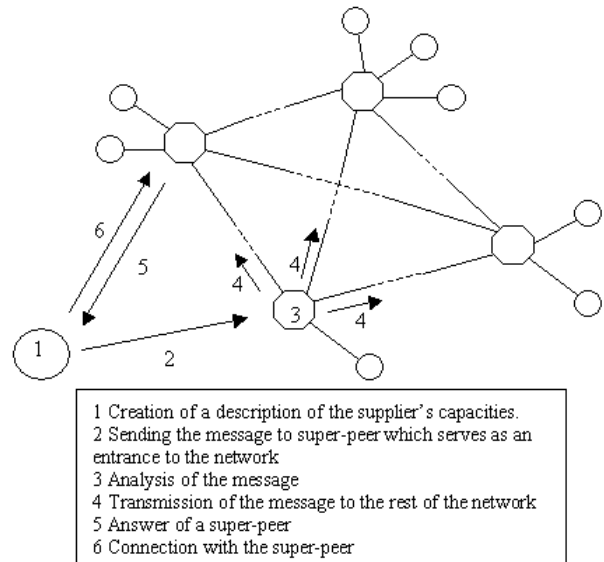 6
5
4
4
4
3
1
2
1 Creation of a description of the supplier's capacities.
2 Sending the message to super-peer which serves as an
entrance to the network
3 Analysis of the message
4 Transmission of the message to the rest of the network
5 Answer of a super-peer
6 Connection with the super-peer